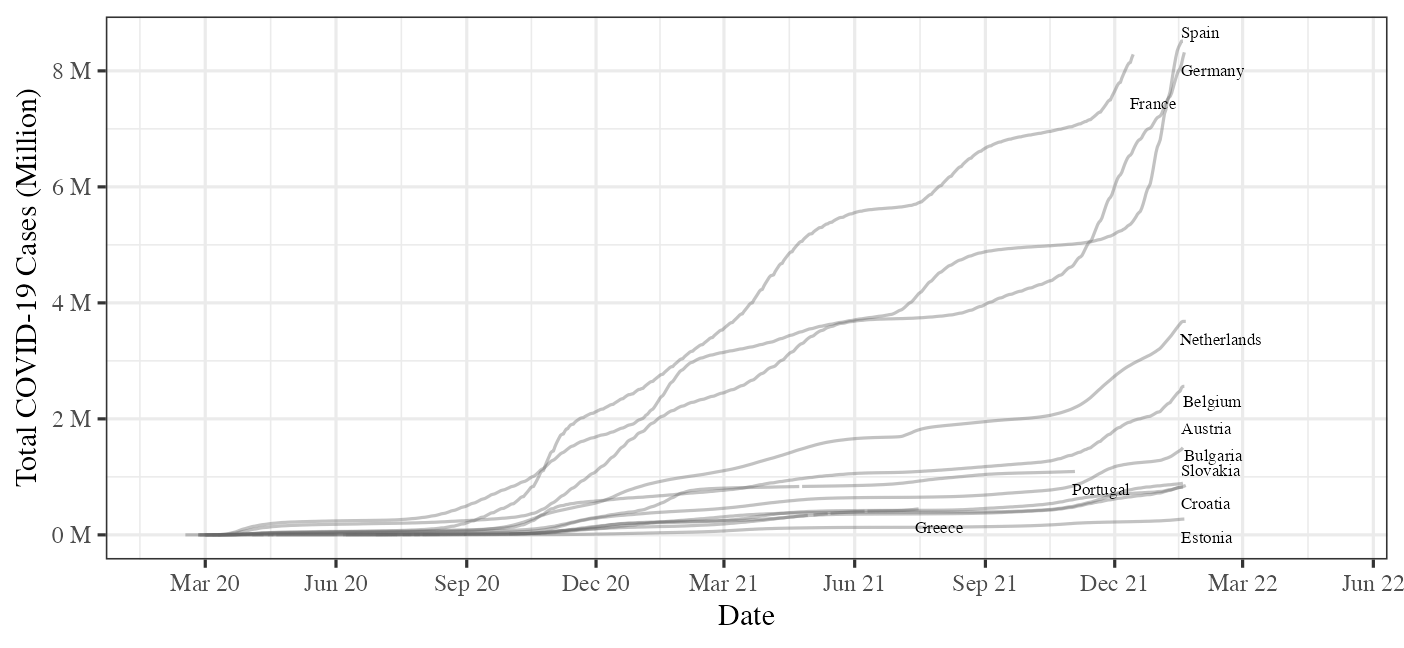 Total COVID-19 Cases (Million)
8 M
6 M
4 M
2 M
0 M
Spain
Germany
France
Netherlands
Belgium
Austria
Bulgaria
Slovakia
Portugal
Croatia
Greece
Estonia
Mar 20 Jun 20 Sep 20 Dec 20 Mar 21 Jun 21 Sep 21 Dec 21 Mar 22 Jun 22
Date